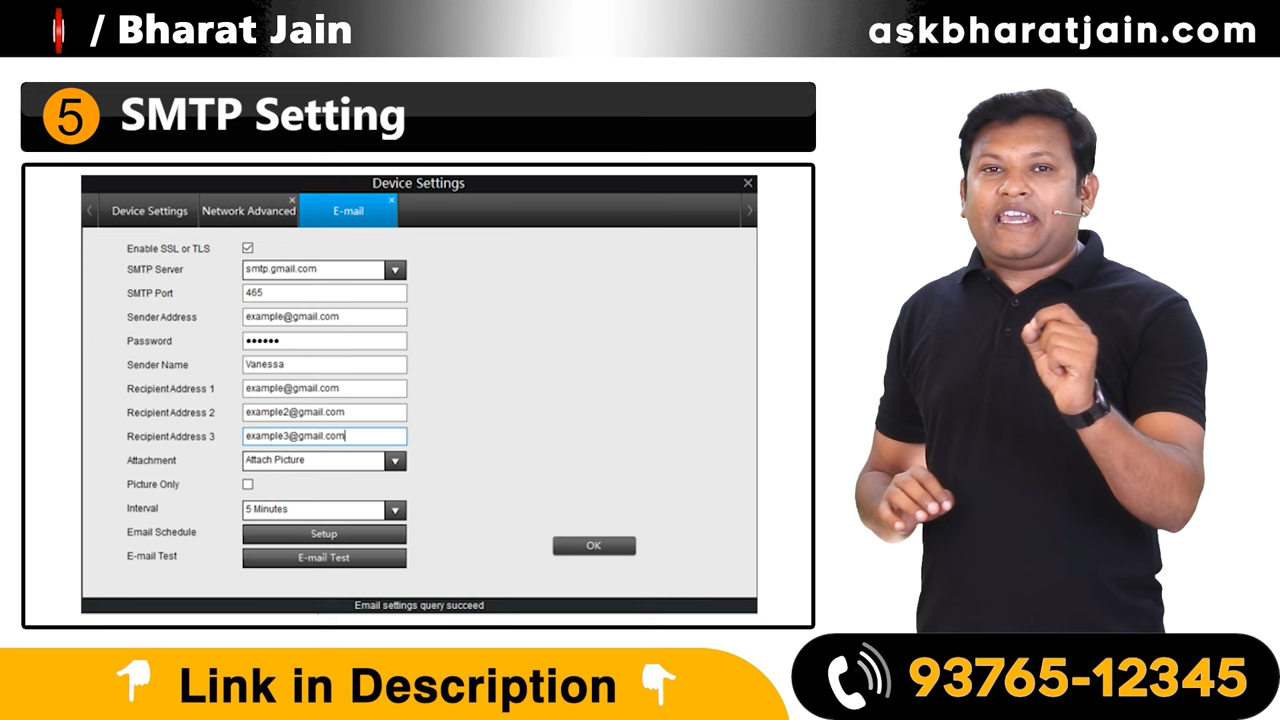 / Bharat Jain
askbharatjain.com
5 SMTP Setting
Device Settings
Device Settings Network Advanced E-mail
Enable SSL or TLS
SMTP Server smtp.gmail.com
SMTP Port 465
Sender Address example@gmail.com
Password ••••••
Sender Name Vanessa
Recipient Address 1 example@gmail.com
Recipient Address 2 example2@gmail.com
Recipient Address 3 example3@gmail.com
Attachment Attach Picture
Picture Only
Interval 5 Minutes
Email Schedule Setup
E-mail Test E-mail Test
OK
Email settings query succeed
Link in Description
93765-12345